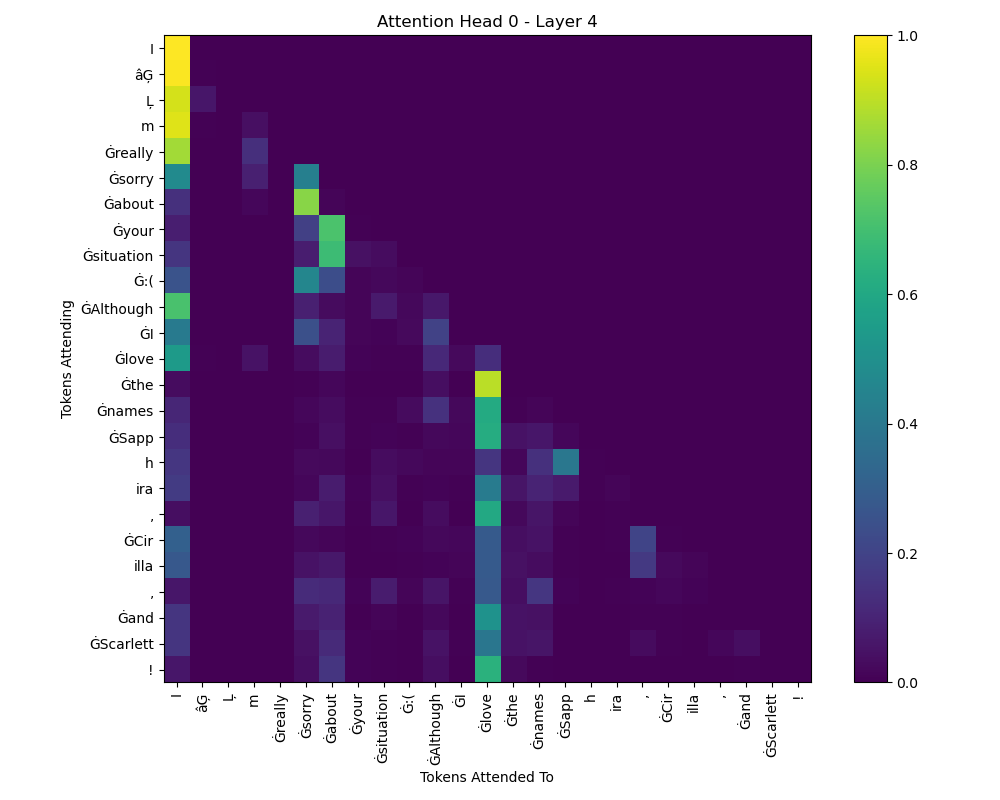 Attention Head 0 - Layer 4
Tokens Attending
I
âĢ
Ļ
m
Ġreally
Ġsorry
Ġabout
Ġyour
Ġsituation
Ġ:(
ĠAlthough
ĠI
Ġlove
Ġthe
Ġnames
ĠSapp
h
ira
,
ĠCir
illa
,
Ġand
ĠScarlett
!
I
âĢ
Ļ
m
Ġreally
Ġsorry
Ġabout
Ġyour
Ġsituation
Ġ:(
ĠAlthough
ĠI
Ġlove
Ġthe
Ġnames
ĠSapp
h
ira
,
ĠCir
illa
,
Ġand
ĠScarlett
!
Tokens Attended To
1.0
0.8
0.6
0.4
0.2
0.0